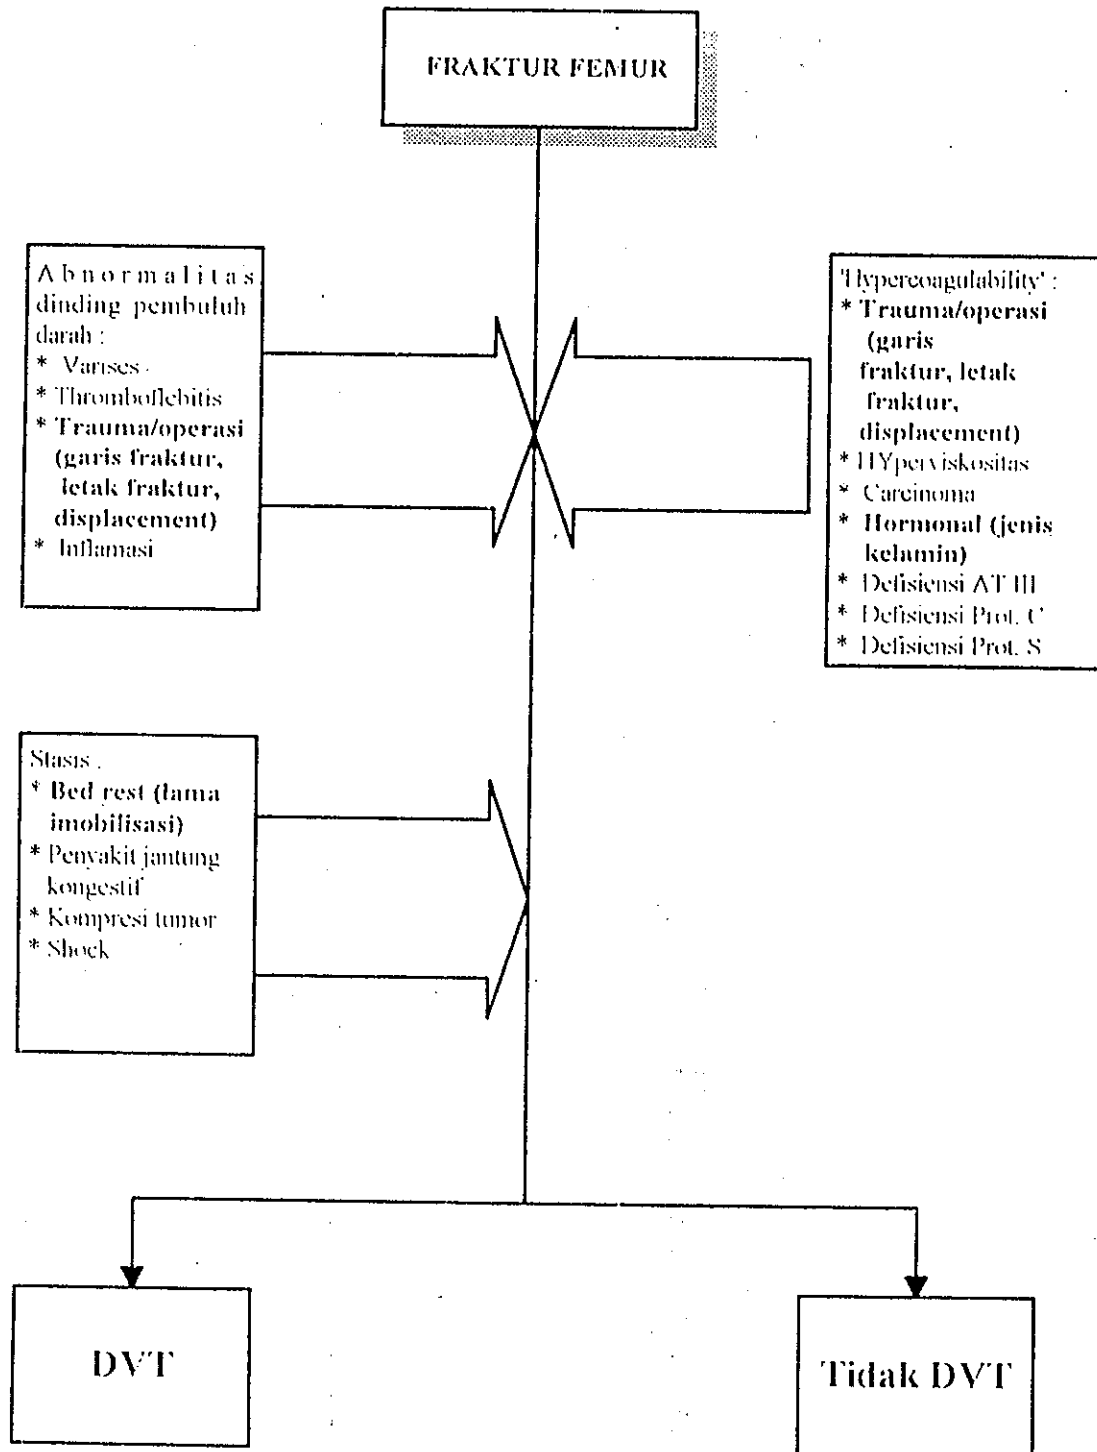 FRAKTUR FEMUR
Abnormalitas
dinding pembuluh
darah :
* Varises
* Thromboflebitis
* Trauma/operasi
(garis fraktur,
letak fraktur,
displacement)
* Inflamasi
'Hypercoagulability' :
* Trauma/operasi
(garis
fraktur, letak
fraktur,
displacement)
* HYperviskositas
* Carcinoma
* Hormonal (jenis
kelamin)
* Defisiensi AT III
* Defisiensi Prot. C
* Defisiensi Prot. S
Stasis :
* Bed rest (lama
imobilisasi)
* Penyakit jantung
kongestif
* Kompresi tumor
* Shock
DVT
Tidak DVT